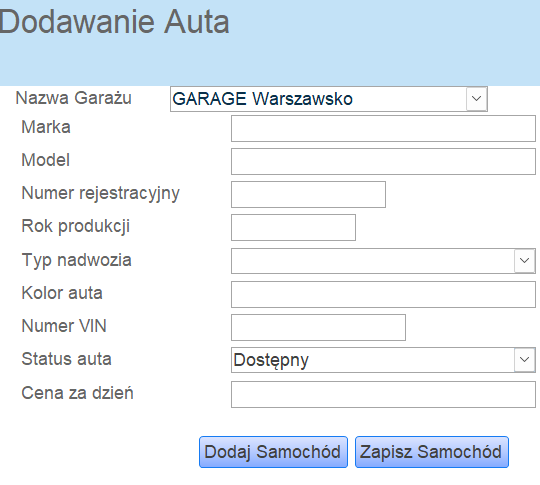 Dodawanie Auta
Nazwa Garażu GARAGE Warszawsko
Marka
Model
Numer rejestracyjny
Rok produkcji
Typ nadwozia
Kolor auta
Numer VIN
Status auta Dostępny
Cena za dzień
Dodaj Samochód Zapisz Samochód